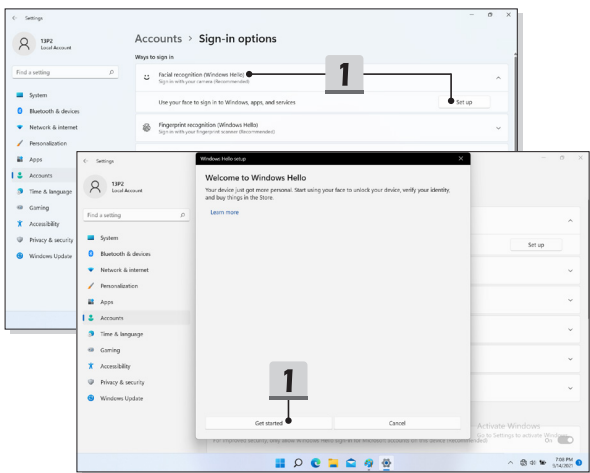 Settings
13P2
Local Account
Find a setting
System
Bluetooth & devices
Network & internet
Personalization
Apps
Accounts
Time & language
Gaming
Accessibility
Privacy & security
Windows Update
Accounts > Sign-in options
Ways to sign in
Facial recognition (Windows Hello)
Sign in with your camera (Recommended)
1
Use your face to sign in to Windows, apps, and services
Set up
Fingerprint recognition (Windows Hello)
Sign in with your fingerprint scanner (Recommended)
Settings
13P2
Local Account
Find a setting
System
Bluetooth & devices
Network & internet
Personalization
Apps
Accounts
Time & language
Gaming
Accessibility
Privacy & security
Windows Update
Windows Hello setup
Welcome to Windows Hello
Your device just got more personal. Start using your face to unlock your device, verify your identity,
and buy things in the Store.
Learn more
1
Get started
Cancel
Set up
Activate Windows
Go to Settings to activate Windows.
On
7:03 PM
5/14/2021